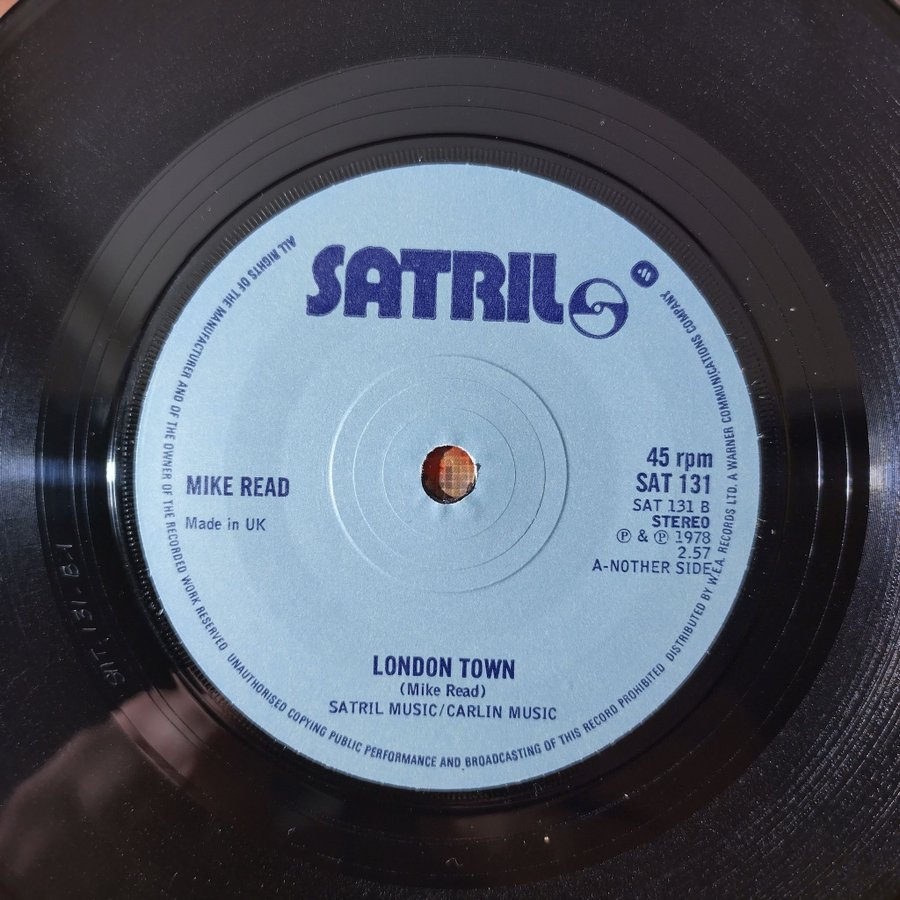 SATRIL
MIKE READ
Made in UK
45 rpm
SAT 131
SAT 131 B
STEREO
Ⓟ & Ⓟ 1978
2.57
A-NOTHER SIDE
LONDON TOWN
(Mike Read)
SATRIL MUSIC/CARLIN MUSIC
ALL RIGHTS OF THE MANUFACTURER AND OF THE OWNER OF THE RECORDED WORK RESERVED UNAUTHORISED COPYING PUBLIC PERFORMANCE AND BROADCASTING OF THIS RECORD PROHIBITED DISTRIBUTED BY W.E.A. RECORDS LTD. A WARNER COMMUNICATIONS COMPANY
SAT 131-B1